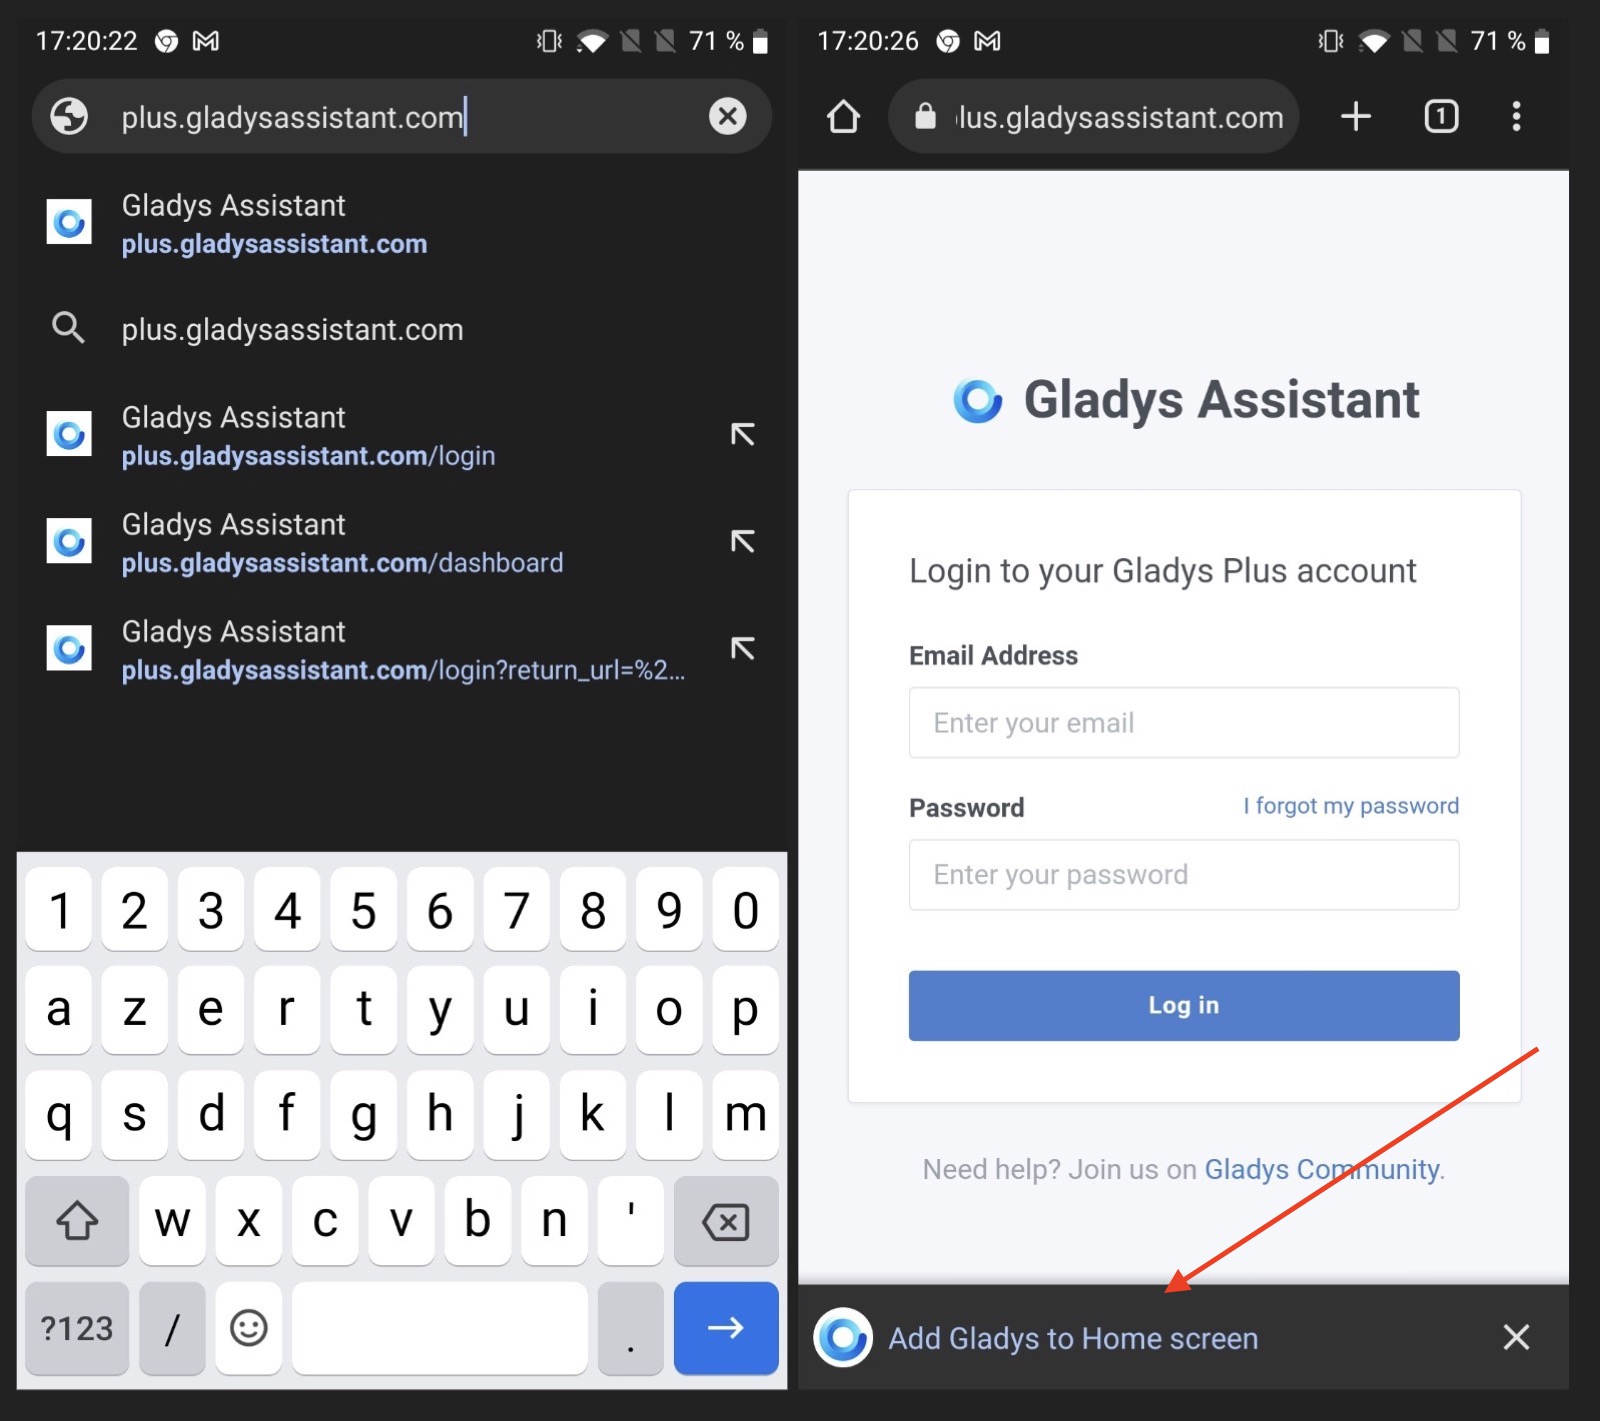 17:20:22
71 %
plus.gladysassistant.com
Gladys Assistant
plus.gladysassistant.com
plus.gladysassistant.com
Gladys Assistant
plus.gladysassistant.com/login
Gladys Assistant
plus.gladysassistant.com/dashboard
Gladys Assistant
plus.gladysassistant.com/login?return_url=%2...
1 2 3 4 5 6 7 8 9 0
a z e r t y u i o p
q s d f g h j k l m
w x c v b n '
?123 / .
17:20:26
71 %
lus.gladysassistant.com
1
Gladys Assistant
Login to your Gladys Plus account
Email Address
Enter your email
Password I forgot my password
Enter your password
Log in
Need help? Join us on Gladys Community.
Add Gladys to Home screen